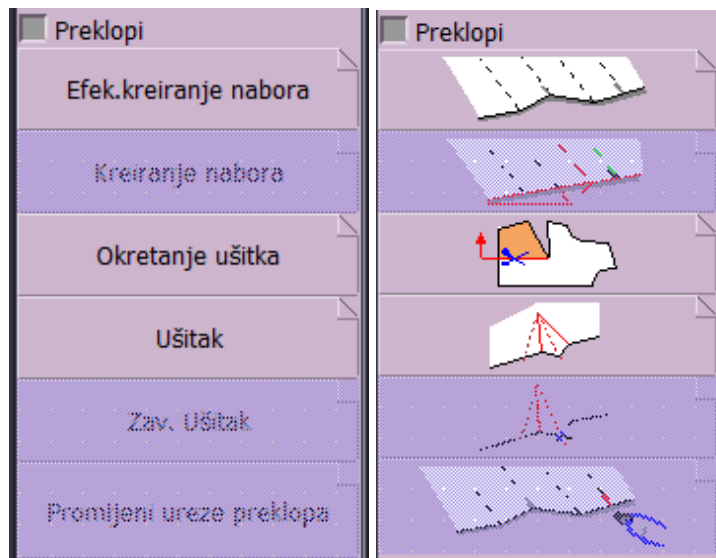 Preklopi
Efek.kreiranje nabora
Kreiranje nabora
Okretanje ušitka
Ušitak
Zav. Ušitak
Promijeni ureze preklopa
Preklopi